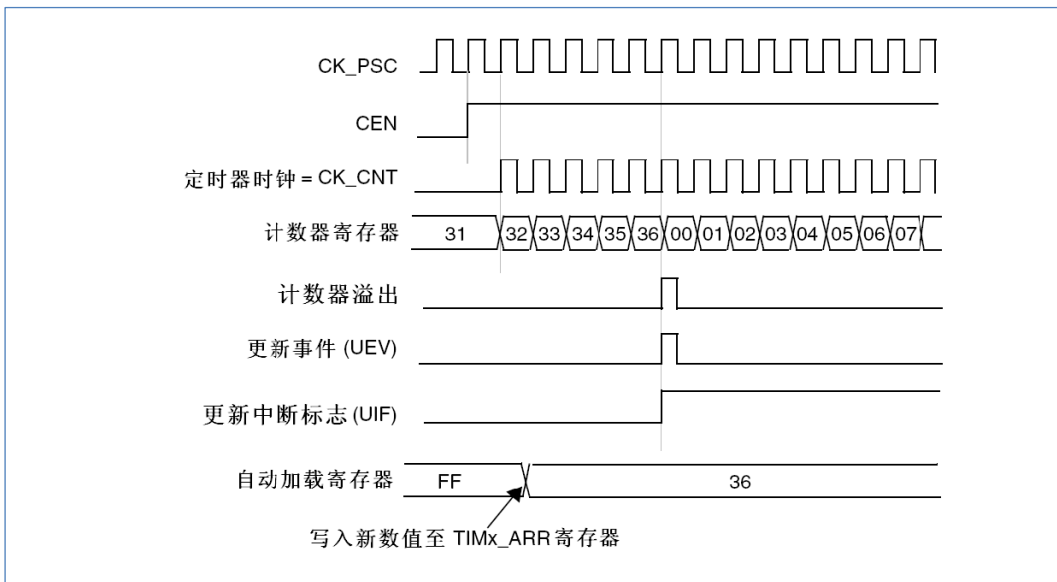 CK_PSC
CEN
定时器时钟 = CK_CNT
计数器寄存器 31 32 33 34 35 36 00 01 02 03 04 05 06 07
计数器溢出
更新事件 (UEV)
更新中断标志 (UIF)
自动加载寄存器 FF 36
写入新数值至 TIMx_ARR 寄存器